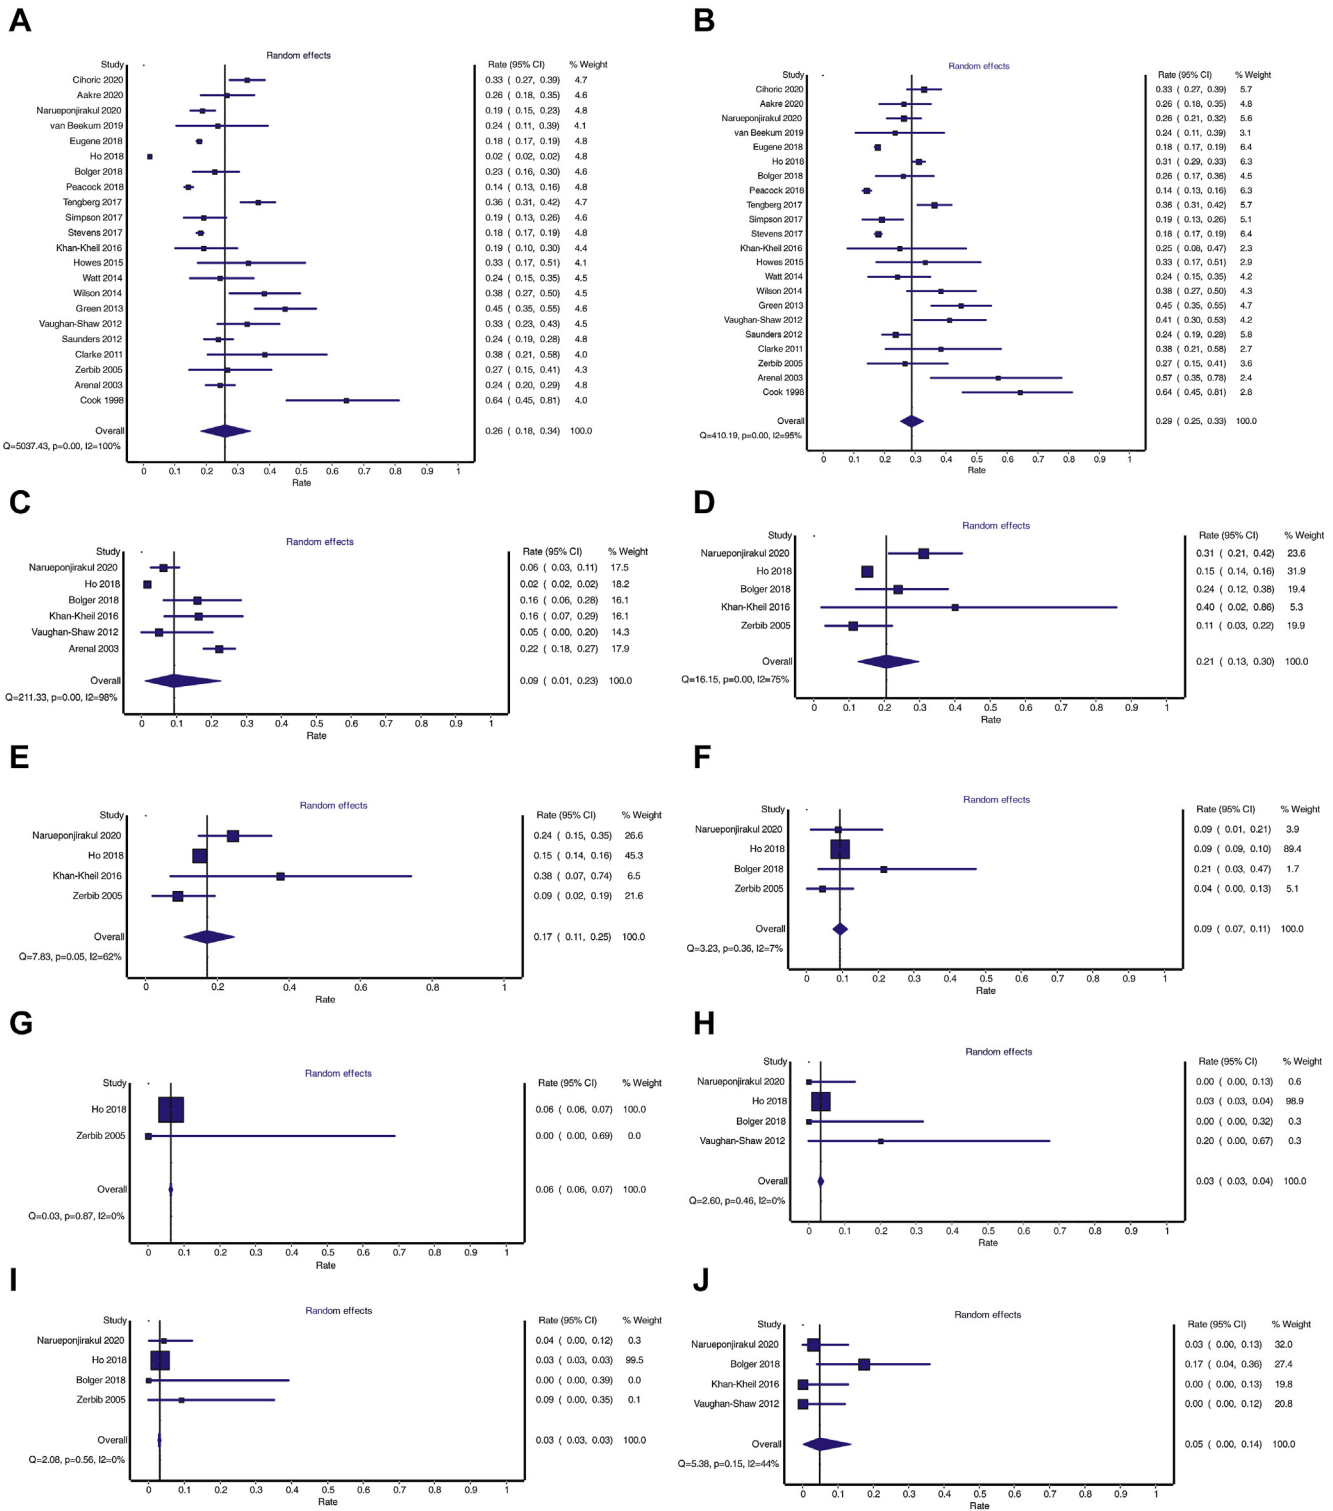 A
Random effects
Study Rate (95% CI) % Weight
Cihoric 2020 0.33 ( 0.27, 0.39) 4.7
Aakre 2020 0.26 ( 0.18, 0.35) 4.6
Narueponjirakul 2020 0.19 ( 0.15, 0.23) 4.8
van Beekum 2019 0.24 ( 0.11, 0.39) 4.1
Eugene 2018 0.18 ( 0.17, 0.19) 4.8
Ho 2018 0.02 ( 0.02, 0.02) 4.8
Bolger 2018 0.23 ( 0.16, 0.30) 4.6
Peacock 2018 0.14 ( 0.13, 0.16) 4.8
Tengberg 2017 0.36 ( 0.31, 0.42) 4.7
Simpson 2017 0.19 ( 0.13, 0.26) 4.6
Stevens 2017 0.18 ( 0.17, 0.19) 4.8
Khan-Kheil 2016 0.19 ( 0.10, 0.30) 4.4
Howes 2015 0.33 ( 0.17, 0.51) 4.1
Watt 2014 0.24 ( 0.15, 0.35) 4.5
Wilson 2014 0.38 ( 0.27, 0.50) 4.5
Green 2013 0.45 ( 0.35, 0.55) 4.6
Vaughan-Shaw 2012 0.33 ( 0.23, 0.43) 4.5
Saunders 2012 0.24 ( 0.19, 0.28) 4.8
Clarke 2011 0.38 ( 0.21, 0.58) 4.0
Zerbib 2005 0.27 ( 0.15, 0.41) 4.3
Arenal 2003 0.24 ( 0.20, 0.29) 4.8
Cook 1998 0.64 ( 0.45, 0.81) 4.0
Overall 0.26 ( 0.18, 0.34) 100.0
Q=5037.43, p=0.00, I2=100%
0 0.1 0.2 0.3 0.4 0.5 0.6 0.7 0.8 0.9 1
Rate
B
Random effects
Study Rate (95% CI) % Weight
Cihoric 2020 0.33 ( 0.27, 0.39) 5.7
Aakre 2020 0.26 ( 0.18, 0.35) 4.8
Narueponjirakul 2020 0.26 ( 0.21, 0.32) 5.6
van Beekum 2019 0.24 ( 0.11, 0.39) 3.1
Eugene 2018 0.18 ( 0.17, 0.19) 6.4
Ho 2018 0.31 ( 0.29, 0.33) 6.3
Bolger 2018 0.26 ( 0.17, 0.36) 4.5
Peacock 2018 0.14 ( 0.13, 0.16) 6.3
Tengberg 2017 0.36 ( 0.31, 0.42) 5.7
Simpson 2017 0.19 ( 0.13, 0.26) 5.1
Stevens 2017 0.18 ( 0.17, 0.19) 6.4
Khan-Kheil 2016 0.25 ( 0.08, 0.47) 2.3
Howes 2015 0.33 ( 0.17, 0.51) 2.9
Watt 2014 0.24 ( 0.15, 0.35) 4.2
Wilson 2014 0.38 ( 0.27, 0.50) 4.3
Green 2013 0.45 ( 0.35, 0.55) 4.7
Vaughan-Shaw 2012 0.41 ( 0.30, 0.53) 4.2
Saunders 2012 0.24 ( 0.19, 0.28) 5.8
Clarke 2011 0.38 ( 0.21, 0.58) 2.7
Zerbib 2005 0.27 ( 0.15, 0.41) 3.6
Arenal 2003 0.57 ( 0.35, 0.78) 2.4
Cook 1998 0.64 ( 0.45, 0.81) 2.8
Overall 0.29 ( 0.25, 0.33) 100.0
Q=410.19, p=0.00, I2=95%
0 0.1 0.2 0.3 0.4 0.5 0.6 0.7 0.8 0.9 1
Rate
C
Random effects
Study Rate (95% CI) % Weight
Narueponjirakul 2020 0.06 ( 0.03, 0.11) 17.5
Ho 2018 0.02 ( 0.02, 0.02) 18.2
Bolger 2018 0.16 ( 0.06, 0.28) 16.1
Khan-Kheil 2016 0.16 ( 0.07, 0.29) 16.1
Vaughan-Shaw 2012 0.05 ( 0.00, 0.20) 14.3
Arenal 2003 0.22 ( 0.18, 0.27) 17.9
Overall 0.09 ( 0.01, 0.23) 100.0
Q=211.33, p=0.00, I2=98%
0 0.1 0.2 0.3 0.4 0.5 0.6 0.7 0.8 0.9 1
Rate
D
Random effects
Study Rate (95% CI) % Weight
Narueponjirakul 2020 0.31 ( 0.21, 0.42) 23.6
Ho 2018 0.15 ( 0.14, 0.16) 31.9
Bolger 2018 0.24 ( 0.12, 0.38) 19.4
Khan-Kheil 2016 0.40 ( 0.02, 0.86) 5.3
Zerbib 2005 0.11 ( 0.03, 0.22) 19.9
Overall 0.21 ( 0.13, 0.30) 100.0
Q=16.15, p=0.00, I2=75%
0 0.1 0.2 0.3 0.4 0.5 0.6 0.7 0.8 0.9 1
Rate
E
Random effects
Study Rate (95% CI) % Weight
Narueponjirakul 2020 0.24 ( 0.15, 0.35) 26.6
Ho 2018 0.15 ( 0.14, 0.16) 45.3
Khan-Kheil 2016 0.38 ( 0.07, 0.74) 6.5
Zerbib 2005 0.09 ( 0.02, 0.19) 21.6
Overall 0.17 ( 0.11, 0.25) 100.0
Q=7.83, p=0.05, I2=62%
0 0.2 0.4 0.6 0.8 1
Rate
F
Random effects
Study Rate (95% CI) % Weight
Narueponjirakul 2020 0.09 ( 0.01, 0.21) 3.9
Ho 2018 0.09 ( 0.09, 0.10) 89.4
Bolger 2018 0.21 ( 0.03, 0.47) 1.7
Zerbib 2005 0.04 ( 0.00, 0.13) 5.1
Overall 0.09 ( 0.07, 0.11) 100.0
Q=3.23, p=0.36, I2=7%
0 0.1 0.2 0.3 0.4 0.5 0.6 0.7 0.8 0.9 1
Rate
G
Random effects
Study Rate (95% CI) % Weight
Ho 2018 0.06 ( 0.06, 0.07) 100.0
Zerbib 2005 0.00 ( 0.00, 0.69) 0.0
Overall 0.06 ( 0.06, 0.07) 100.0
Q=0.03, p=0.87, I2=0%
0 0.1 0.2 0.3 0.4 0.5 0.6 0.7 0.8 0.9 1
Rate
H
Random effects
Study Rate (95% CI) % Weight
Narueponjirakul 2020 0.00 ( 0.00, 0.13) 0.6
Ho 2018 0.03 ( 0.03, 0.04) 98.9
Bolger 2018 0.00 ( 0.00, 0.32) 0.3
Vaughan-Shaw 2012 0.20 ( 0.00, 0.67) 0.3
Overall 0.03 ( 0.03, 0.04) 100.0
Q=2.60, p=0.46, I2=0%
0 0.1 0.2 0.3 0.4 0.5 0.6 0.7 0.8 0.9 1
Rate
I
Random effects
Study Rate (95% CI) % Weight
Narueponjirakul 2020 0.04 ( 0.00, 0.12) 0.3
Ho 2018 0.03 ( 0.03, 0.03) 99.5
Bolger 2018 0.00 ( 0.00, 0.39) 0.0
Zerbib 2005 0.09 ( 0.00, 0.35) 0.1
Overall 0.03 ( 0.03, 0.03) 100.0
Q=2.08, p=0.56, I2=0%
0 0.1 0.2 0.3 0.4 0.5 0.6 0.7 0.8 0.9 1
Rate
J
Random effects
Study Rate (95% CI) % Weight
Narueponjirakul 2020 0.03 ( 0.00, 0.13) 32.0
Bolger 2018 0.17 ( 0.04, 0.36) 27.4
Khan-Kheil 2016 0.00 ( 0.00, 0.13) 19.8
Vaughan-Shaw 2012 0.00 ( 0.00, 0.12) 20.8
Overall 0.05 ( 0.00, 0.14) 100.0
Q=5.38, p=0.15, I2=44%
0 0.1 0.2 0.3 0.4 0.5 0.6 0.7 0.8 0.9 1
Rate